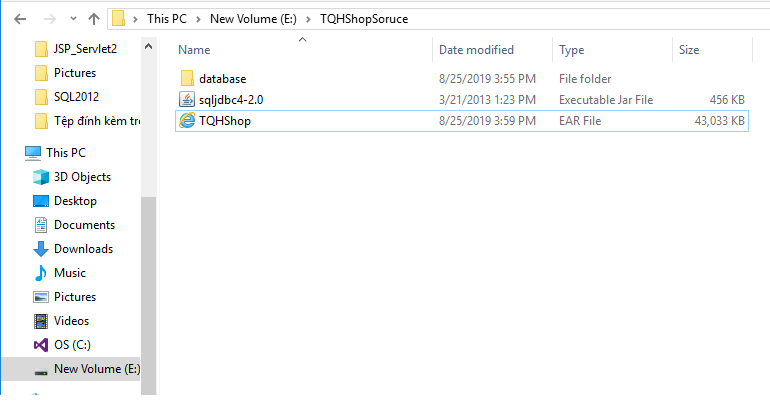 This PC > New Volume (E:) > TQHShopSoruce
Name Date modified Type Size
database 8/25/2019 3:55 PM File folder
sqljdbc4-2.0 3/21/2013 1:23 PM Executable Jar File 456 KB
TQHShop 8/25/2019 3:59 PM EAR File 43,033 KB
JSP_Servlet2
Pictures
SQL2012
Tệp đính kèm tr
This PC
3D Objects
Desktop
Documents
Downloads
Music
Pictures
Videos
OS (C:)
New Volume (E:)